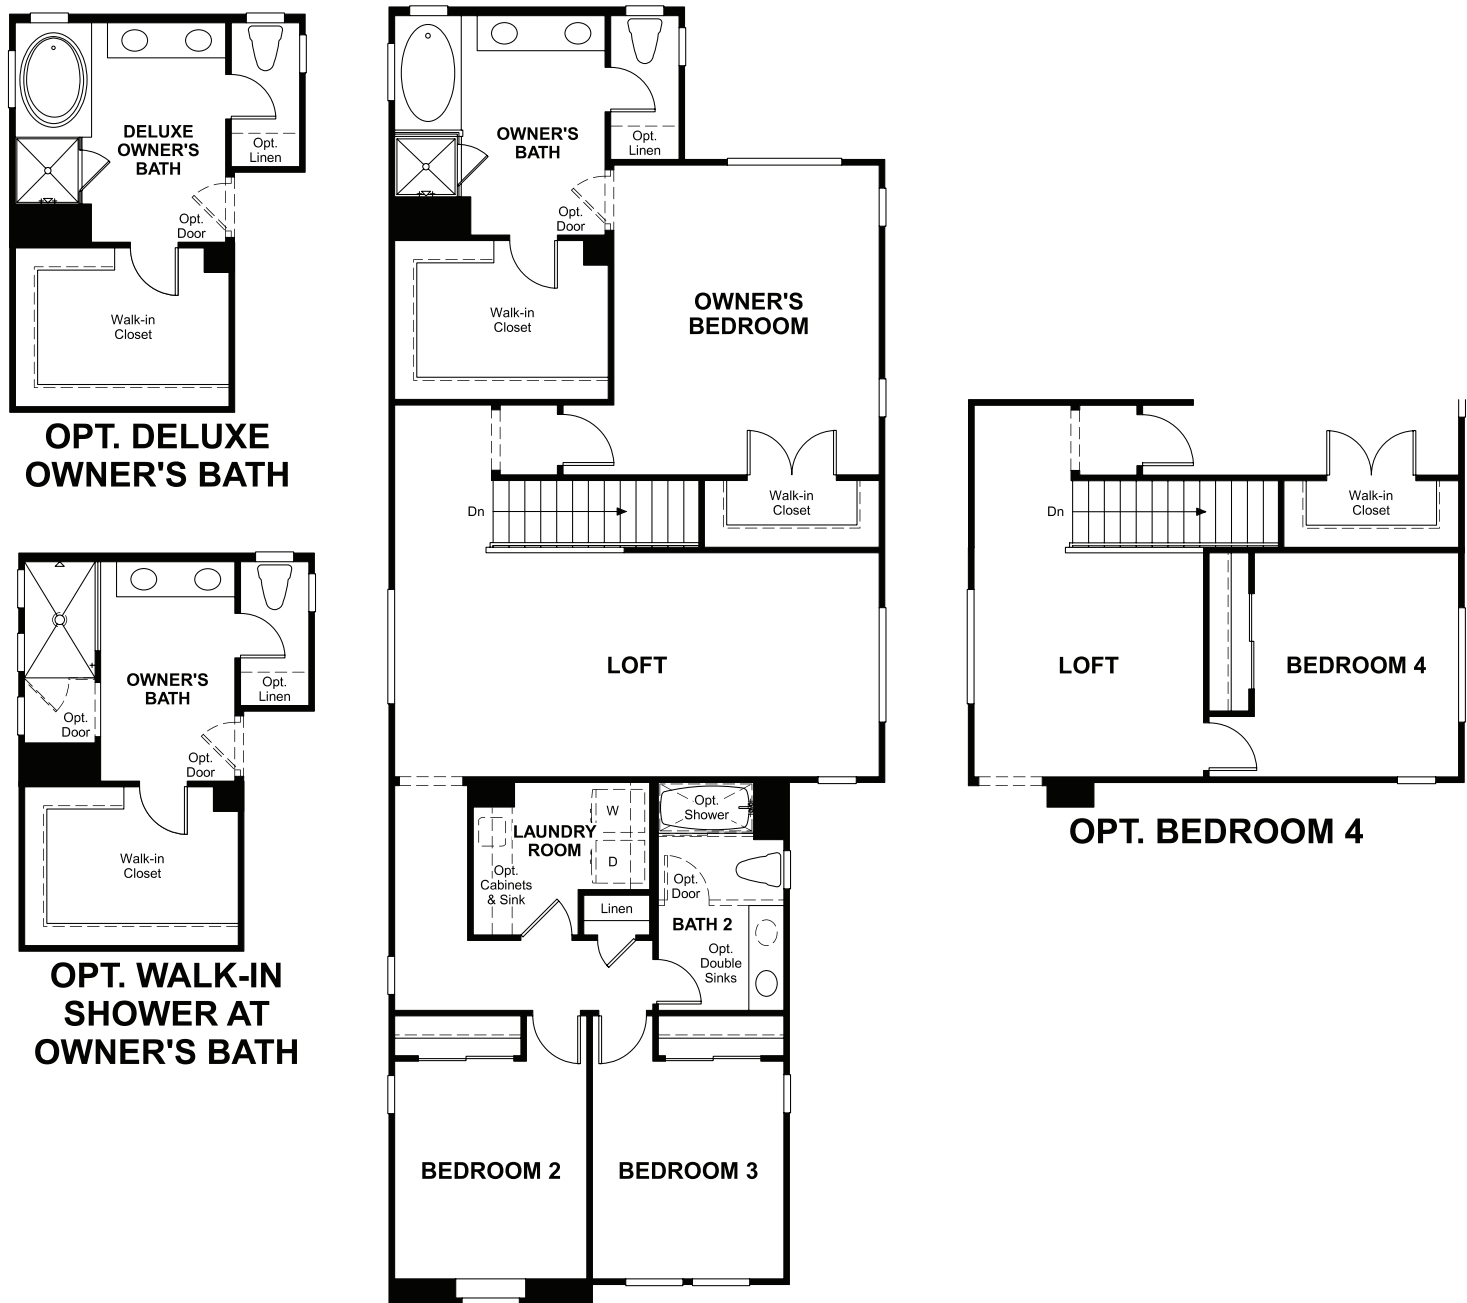 DELUXE
OWNER'S
BATH
Opt.
Linen
Opt.
Door
Walk-in
Closet
OPT. DELUXE
OWNER'S BATH
OWNER'S
BATH
Opt.
Linen
Opt.
Door
Opt.
Door
Walk-in
Closet
OPT. WALK-IN
SHOWER AT
OWNER'S BATH
OWNER'S
BATH
Opt.
Linen
Opt.
Door
Walk-in
Closet
OWNER'S
BEDROOM
Dn
Walk-in
Closet
LOFT
LAUNDRY
ROOM
W
D
Opt.
Cabinets
& Sink
Linen
Opt.
Shower
Opt.
Door
BATH 2
Opt.
Double
Sinks
BEDROOM 2
BEDROOM 3
Dn
Walk-in
Closet
LOFT
BEDROOM 4
OPT. BEDROOM 4